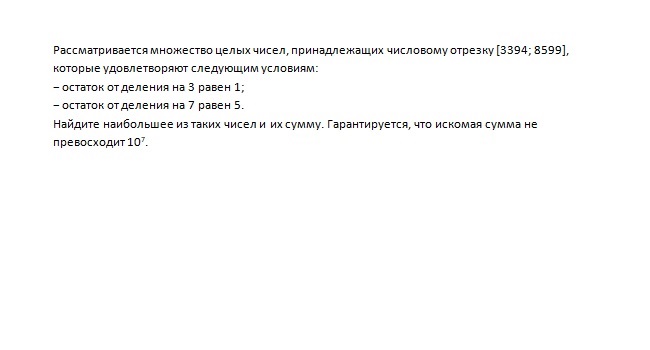 Рассматривается множество целых чисел, принадлежащих числовому отрезку [3394; 8599],
которые удовлетворяют следующим условиям:
− остаток от деления на 3 равен 1;
− остаток от деления на 7 равен 5.
Найдите наибольшее из таких чисел и их сумму. Гарантируется, что искомая сумма не
превосходит 10⁷.